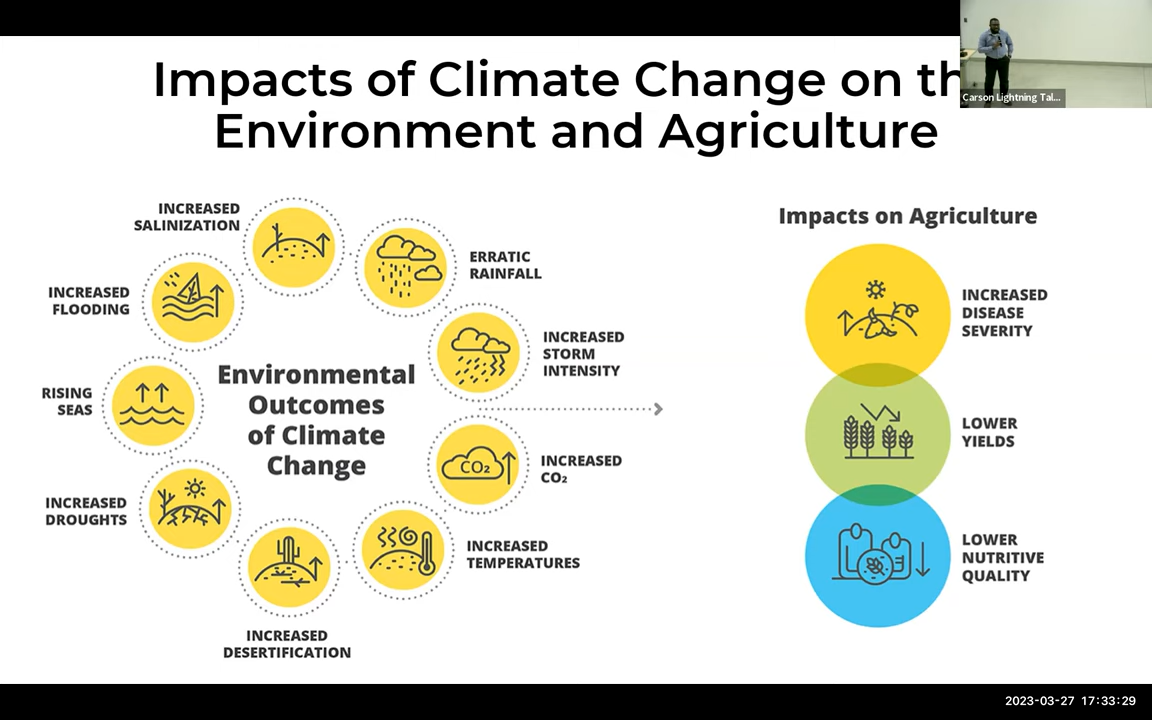 Impacts of Climate Change on th
Environment and Agriculture
Carson Lightning Tal...
INCREASED
SALINIZATION
ERRATIC
RAINFALL
INCREASED
FLOODING
INCREASED
STORM
INTENSITY
RISING
SEAS
Environmental
Outcomes
of Climate
Change
CO₂
INCREASED
CO₂
INCREASED
DROUGHTS
INCREASED
TEMPERATURES
INCREASED
DESERTIFICATION
Impacts on Agriculture
INCREASED
DISEASE
SEVERITY
LOWER
YIELDS
LOWER
NUTRITIVE
QUALITY
2023-03-27 17:33:29